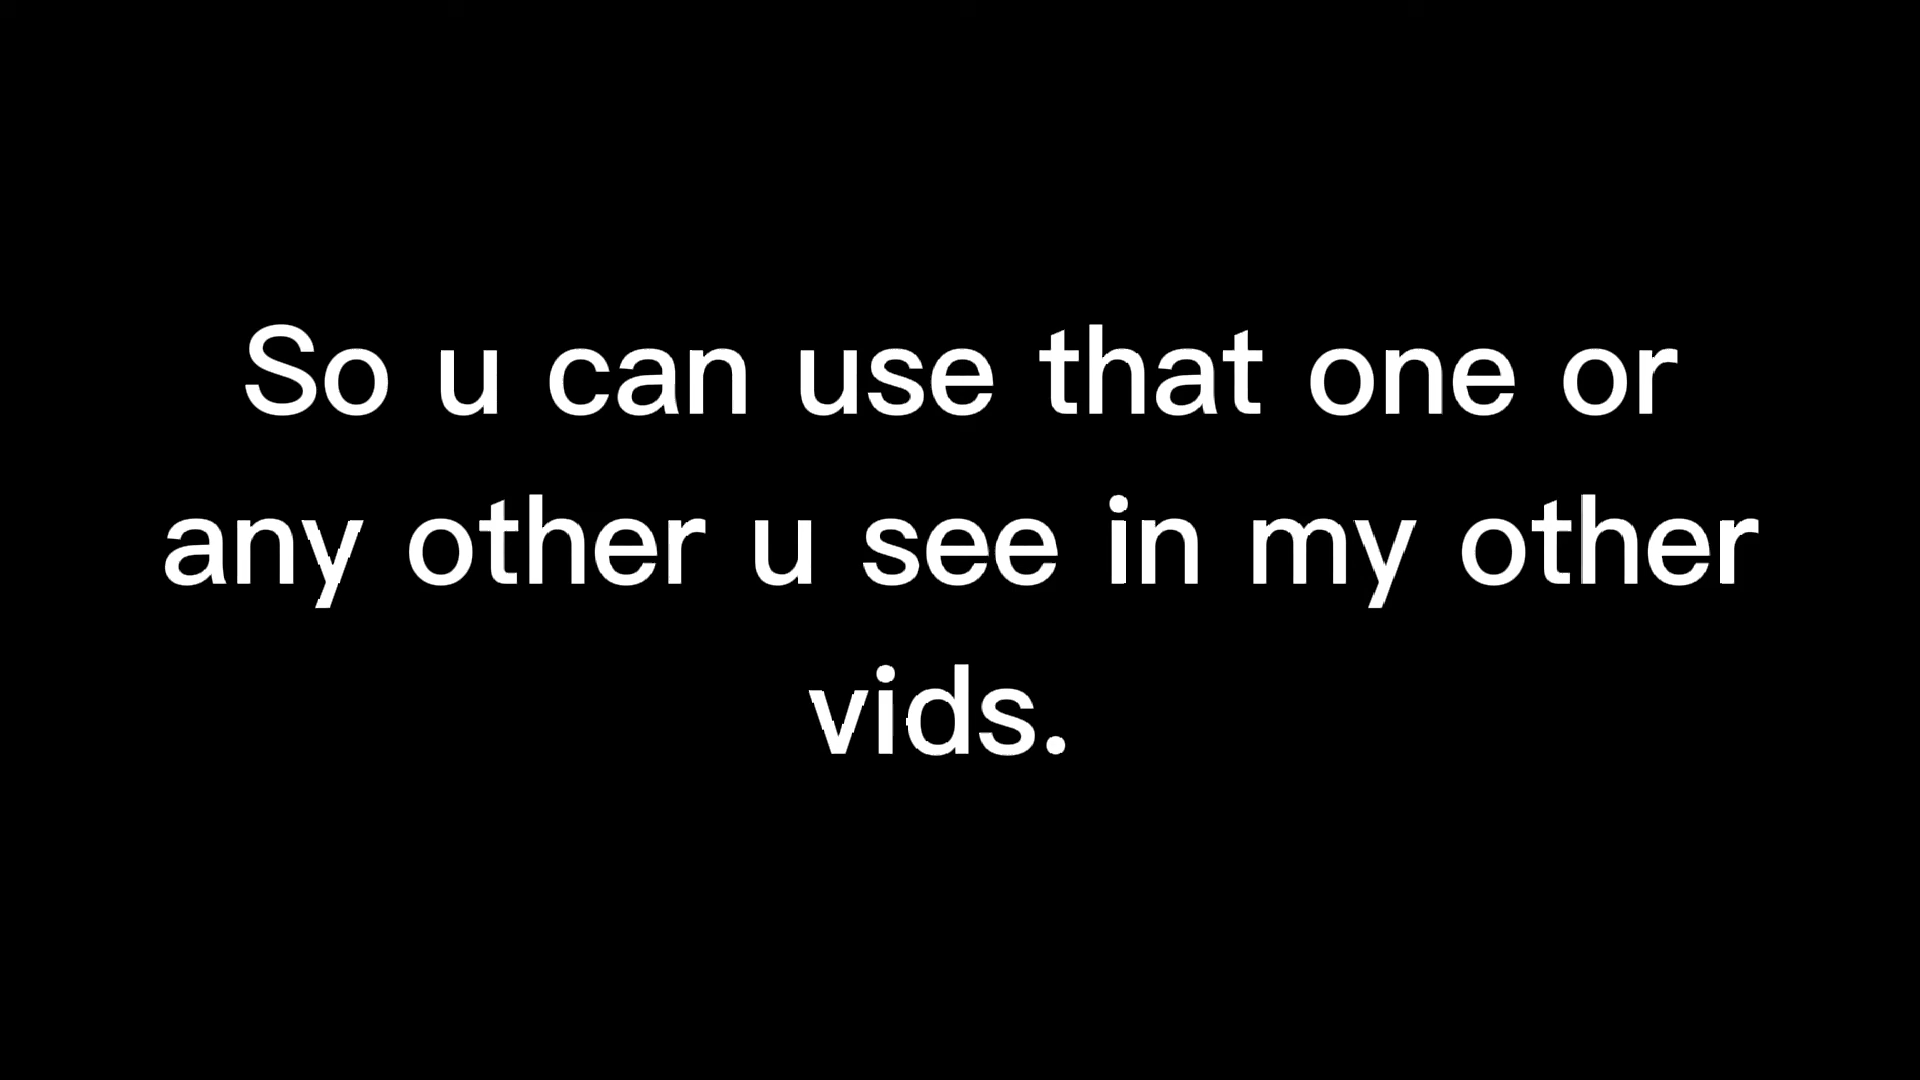 So u can use that one or
any other u see in my other
vids.